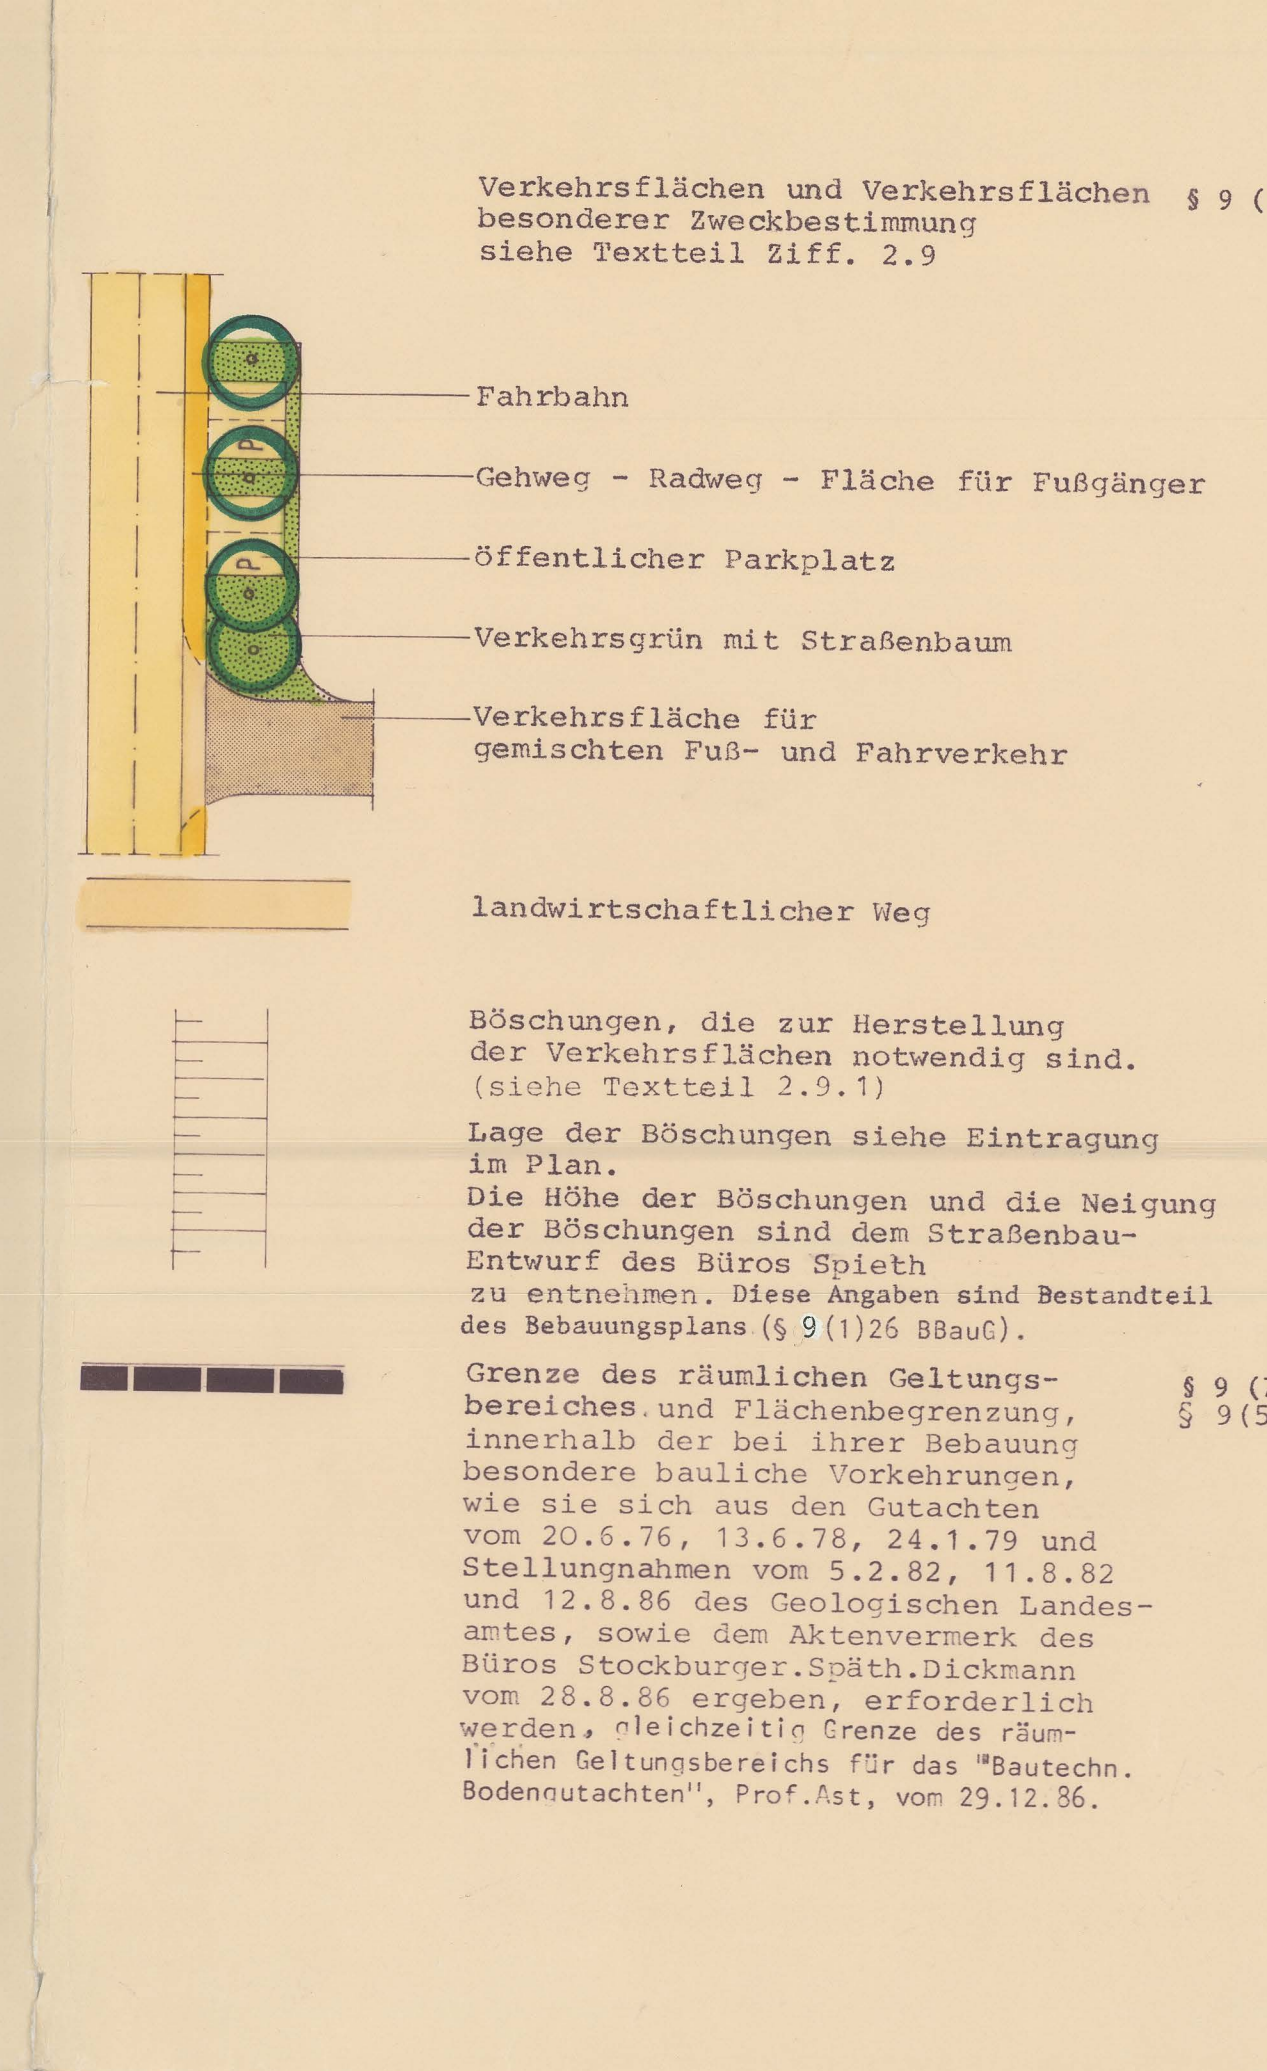 Verkehrsflächen und Verkehrsflächen § 9 (
besonderer Zweckbestimmung
siehe Textteil Ziff. 2.9
Fahrbahn
P
Gehweg - Radweg - Fläche für Fußgänger
öffentlicher Parkplatz
P
Verkehrsgrün mit Straßenbaum
Verkehrsfläche für
gemischten Fuß- und Fahrverkehr
landwirtschaftlicher Weg
Böschungen, die zur Herstellung
der Verkehrsflächen notwendig sind.
(siehe Textteil 2.9.1)
Lage der Böschungen siehe Eintragung
im Plan.
Die Höhe der Böschungen und die Neigung
der Böschungen sind dem Straßenbau-
Entwurf des Büros Spieth
zu entnehmen. Diese Angaben sind Bestandteil
des Bebauungsplans (§ 9(1)26 BBauG).
Grenze des räumlichen Geltungs- § 9 (
bereiches und Flächenbegrenzung, § 9(5
innerhalb der bei ihrer Bebauung
besondere bauliche Vorkehrungen,
wie sie sich aus den Gutachten
vom 20.6.76, 13.6.78, 24.1.79 und
Stellungnahmen vom 5.2.82, 11.8.82
und 12.8.86 des Geologischen Landes-
amtes, sowie dem Aktenvermerk des
Büros Stockburger.Späth.Dickmann
vom 28.8.86 ergeben, erforderlich
werden, gleichzeitig Grenze des räum-
lichen Geltungsbereichs für das "Bautechn.
Bodengutachten", Prof.Ast, vom 29.12.86.